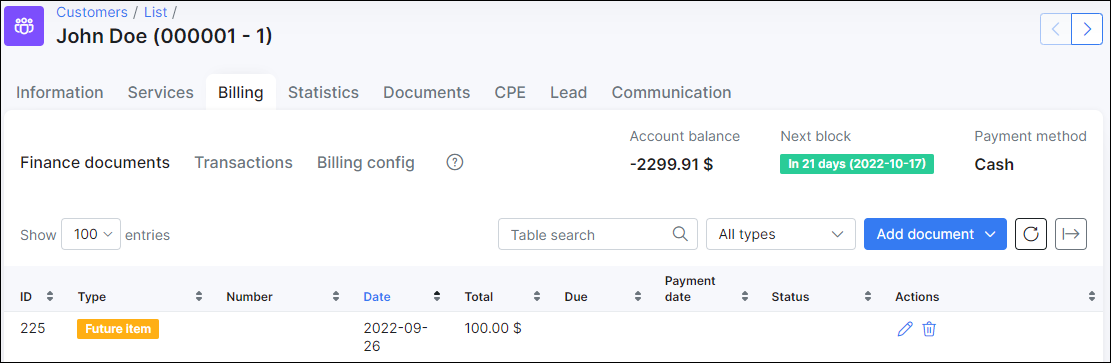 Customers / List /
John Doe (000001 - 1)
Information Services Billing Statistics Documents CPE Lead Communication
Account balance Next block Payment method
Finance documents Transactions Billing config ?
-2299.91 $ In 21 days (2022-10-17) Cash
Show 100 entries Table search All types Add document
Payment
ID Type Number Date Total Due date Status Actions
225 Future item 2022-09- 100.00 $
26